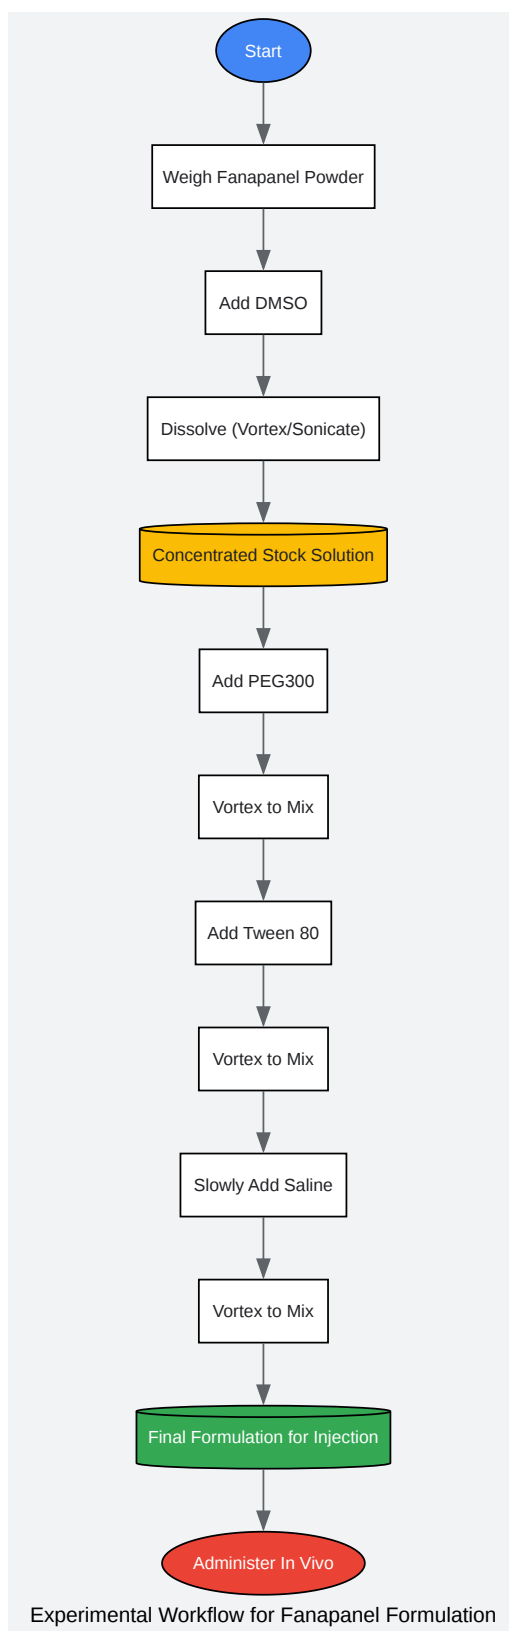 Start
Weigh Fanapanel Powder
Add DMSO
Dissolve (Vortex/Sonicate)
Concentrated Stock Solution
Add PEG300
Vortex to Mix
Add Tween 80
Vortex to Mix
Slowly Add Saline
Vortex to Mix
Final Formulation for Injection
Administer In Vivo
Experimental Workflow for Fanapanel Formulation